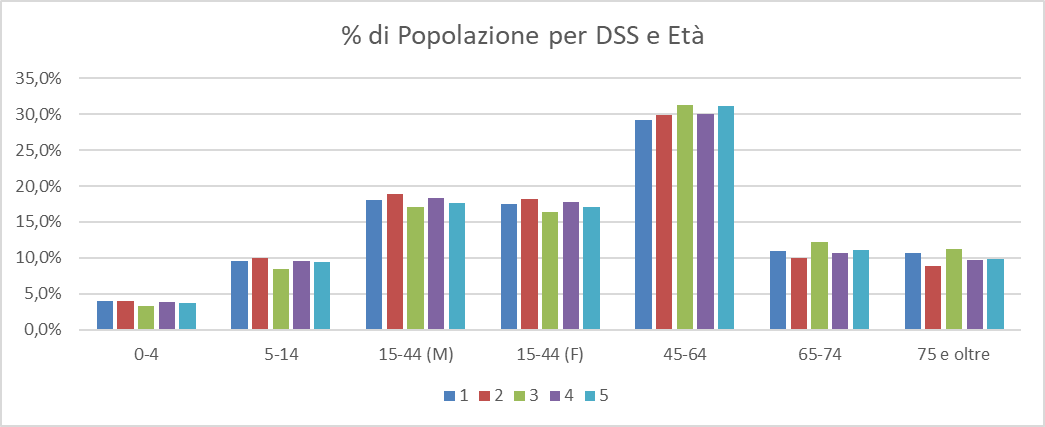 % di Popolazione per DSS e Età
35,0%
30,0%
25,0%
20,0%
15,0%
10,0%
5,0%
0,0%
0-4 5-14 15-44 (M) 15-44 (F) 45-64 65-74 75 e oltre
1 2 3 4 5